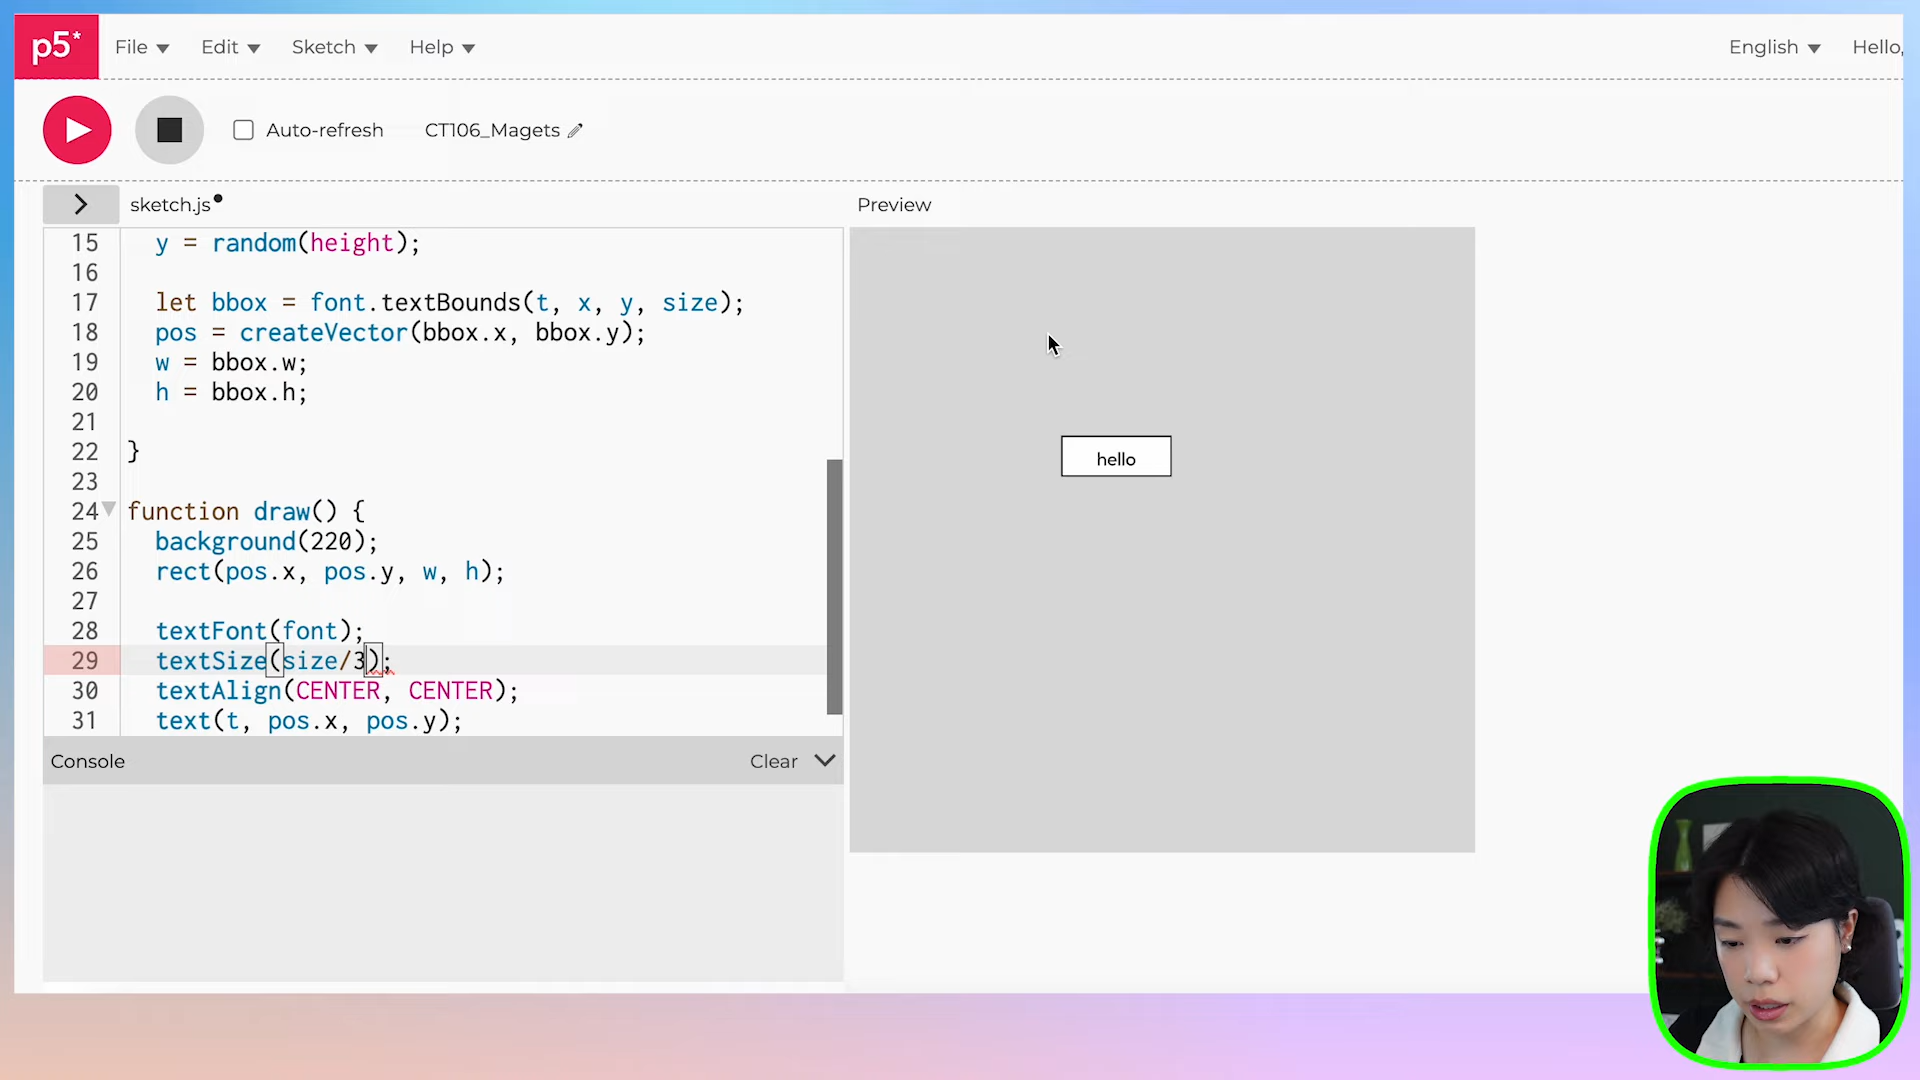 p5* File Edit Sketch Help English Hello,
Auto-refresh CT106_Magets
sketch.js Preview
15 y = random(height);
16
17 let bbox = font.textBounds(t, x, y, size);
18 pos = createVector(bbox.x, bbox.y);
19 w = bbox.w;
20 h = bbox.h;
21
22 }
23
24 function draw() {
25 background(220);
26 rect(pos.x, pos.y, w, h);
27
28 textFont(font);
29 textSize(size/3);
30 textAlign(CENTER, CENTER);
31 text(t, pos.x, pos.y);
Console Clear
hello